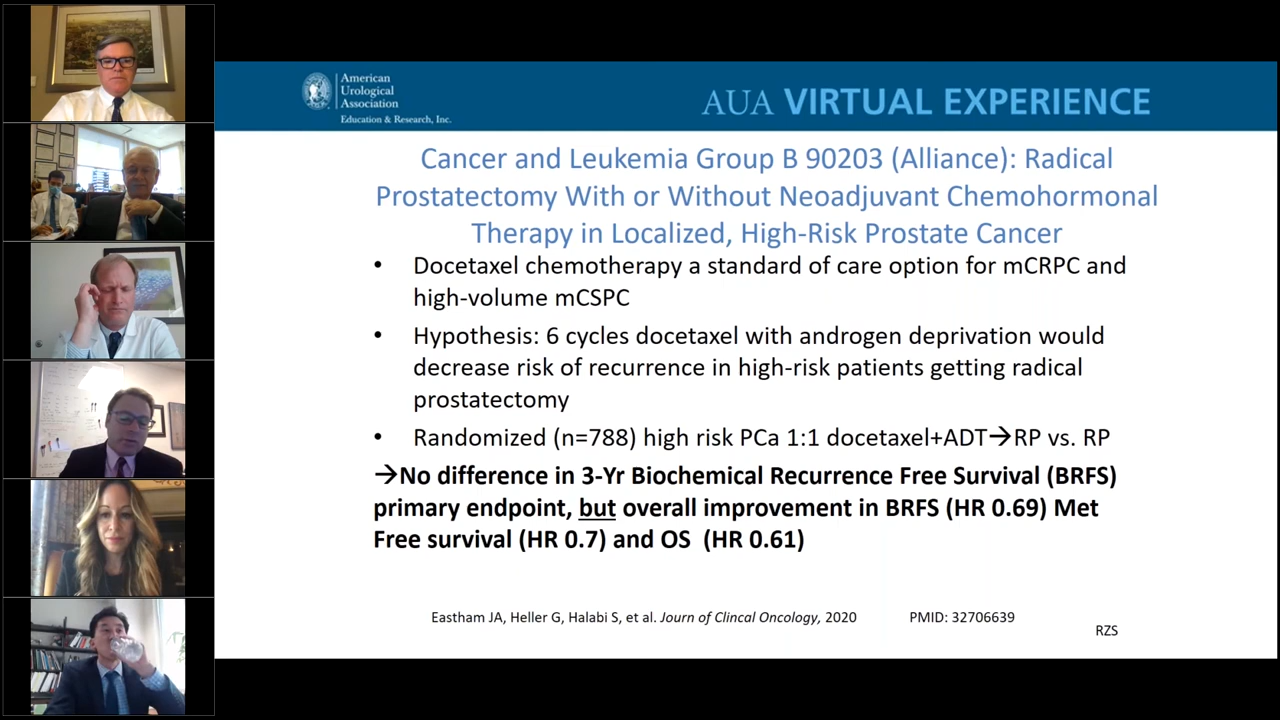 American
Urological
Association
Education & Research, Inc.
AUA VIRTUAL EXPERIENCE
Cancer and Leukemia Group B 90203 (Alliance): Radical
Prostatectomy With or Without Neoadjuvant Chemohormonal
Therapy in Localized, High-Risk Prostate Cancer
• Docetaxel chemotherapy a standard of care option for mCRPC and
high-volume mCSPC
• Hypothesis: 6 cycles docetaxel with androgen deprivation would
decrease risk of recurrence in high-risk patients getting radical
prostatectomy
• Randomized (n=788) high risk PCa 1:1 docetaxel+ADT→RP vs. RP
→No difference in 3-Yr Biochemical Recurrence Free Survival (BRFS)
primary endpoint, but overall improvement in BRFS (HR 0.69) Met
Free survival (HR 0.7) and OS (HR 0.61)
Eastham JA, Heller G, Halabi S, et al. Journ of Clincal Oncology, 2020 PMID: 32706639
RZS